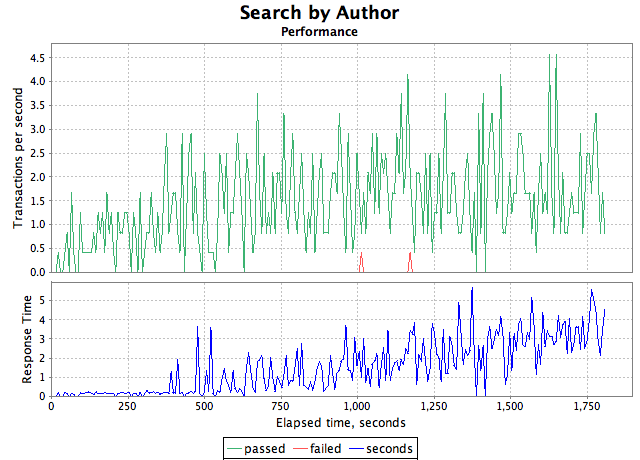 Search by Author
Performance
Transactions per second
4.5
4.0
3.5
3.0
2.5
2.0
1.5
1.0
0.5
0.0
Response Time
5
4
3
2
1
0
0 250 500 750 1,000 1,250 1,500 1,750
Elapsed time, seconds
passed failed seconds